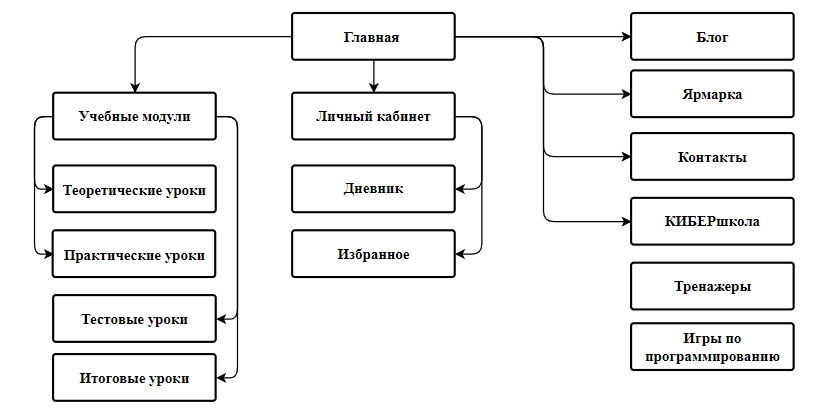 Главная
Блог
Ярмарка
Учебные модули
Личный кабинет
Контакты
Теоретические уроки
Дневник
КИБЕРшкола
Практические уроки
Избранное
Тренажеры
Тестовые уроки
Игры по
программированию
Итоговые уроки